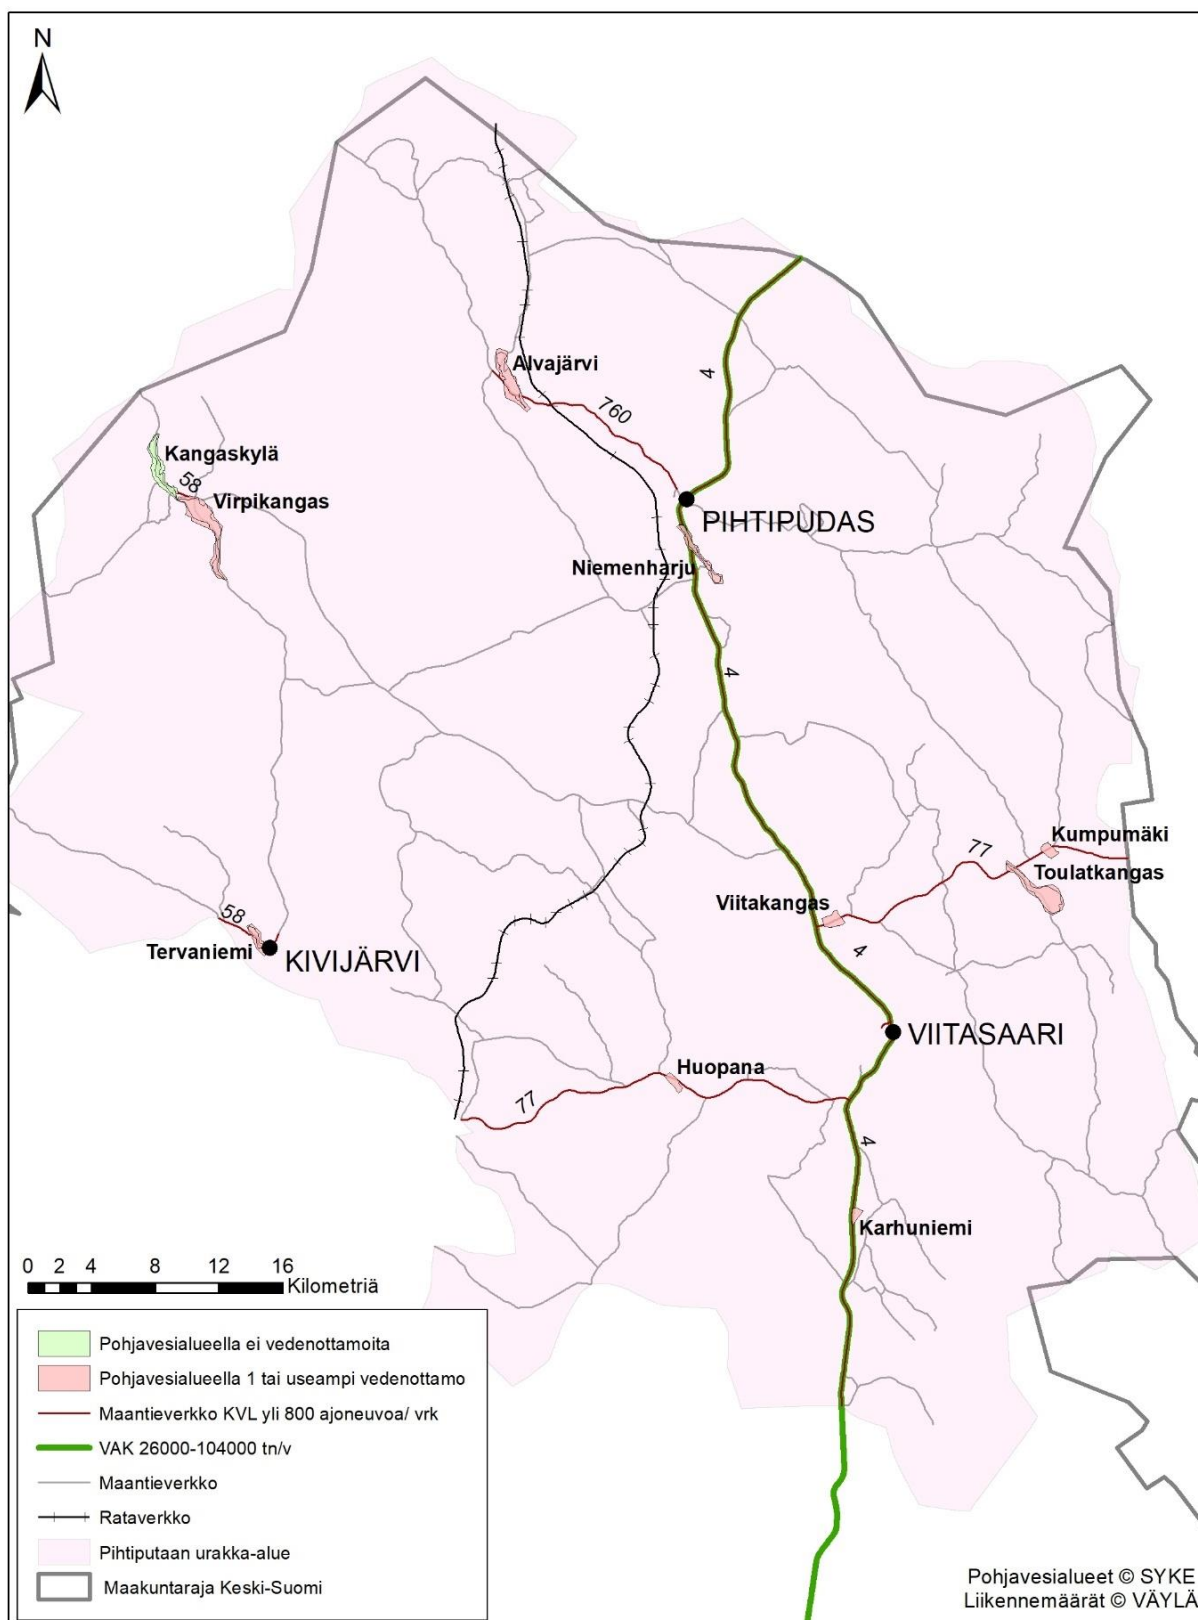 N
Alvajärvi
760
4
Kangaskylä
58
Virpikangas
PIHTIPUDAS
Niemenharju
4
Kumpumäki
77
Toulatkangas
Viitakangas
58
4
Tervaniemi
KIVIJÄRVI
VIITASAARI
Huopana
77
4
Karhuniemi
0 2 4 8 12 16
Kilometriä
Pohjavesialueella ei vedenottamoita
Pohjavesialueella 1 tai useampi vedenottamo
Maantieverkko KVL yli 800 ajoneuvoa/ vrk
VAK 26000-104000 tn/v
Maantieverkko
Rataverkko
Pihtiputaan urakka-alue
Maakuntaraja Keski-Suomi
Pohjavesialueet © SYKE
Liikennemäärät © VÄYLÄ